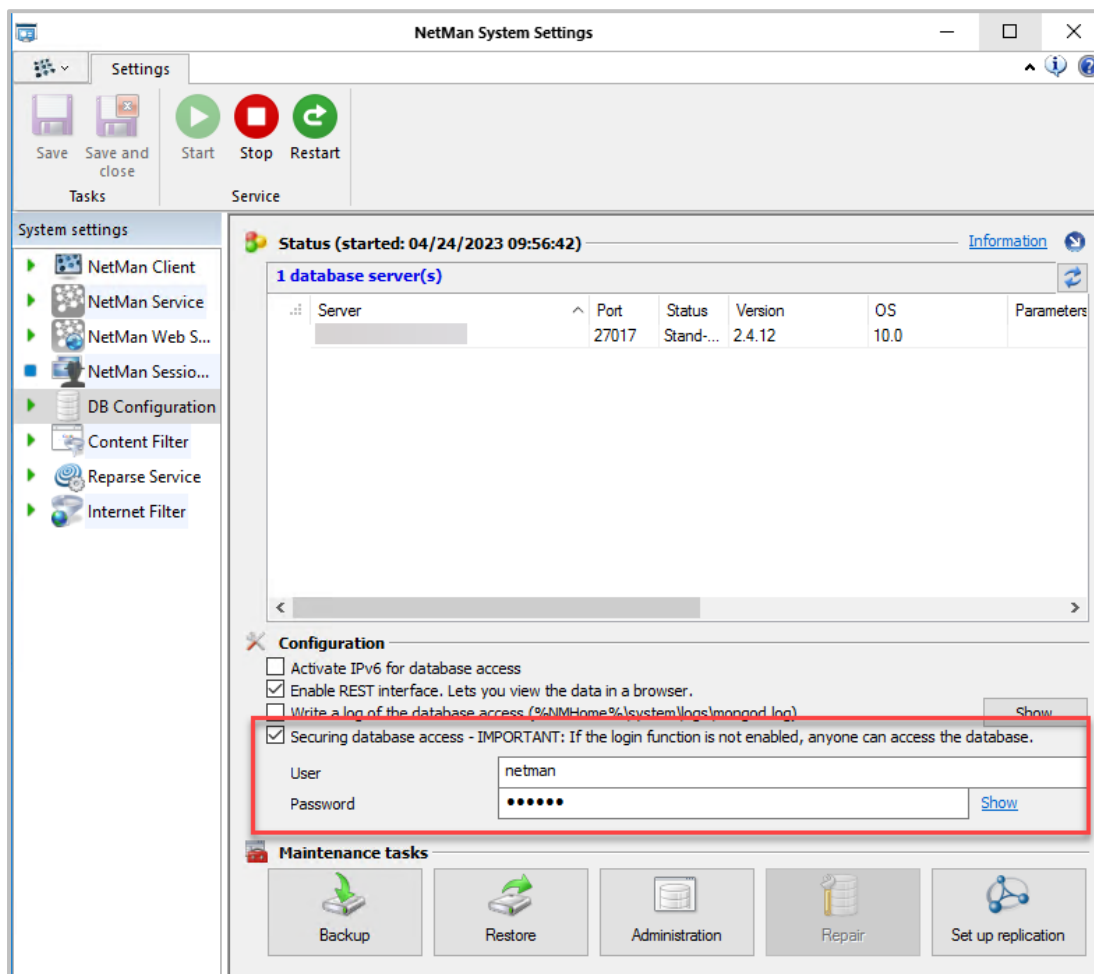 NetMan System Settings
Settings
Save
Save and close
Start
Stop
Restart
Tasks
Service
System settings
NetMan Client
NetMan Service
NetMan Web S...
NetMan Sessio...
DB Configuration
Content Filter
Reparse Service
Internet Filter
Status (started: 04/24/2023 09:56:42)
Information
1 database server(s)
Server Port Status Version OS Parameters
27017 Stand-... 2.4.12 10.0
Configuration
Activate IPv6 for database access
Enable REST interface. Lets you view the data in a browser.
Write a log of the database access (%NMHome%\system\logs\mongod.log)
Show
Securing database access - IMPORTANT: If the login function is not enabled, anyone can access the database.
User netman
Password ●●●●●● Show
Maintenance tasks
Backup
Restore
Administration
Repair
Set up replication